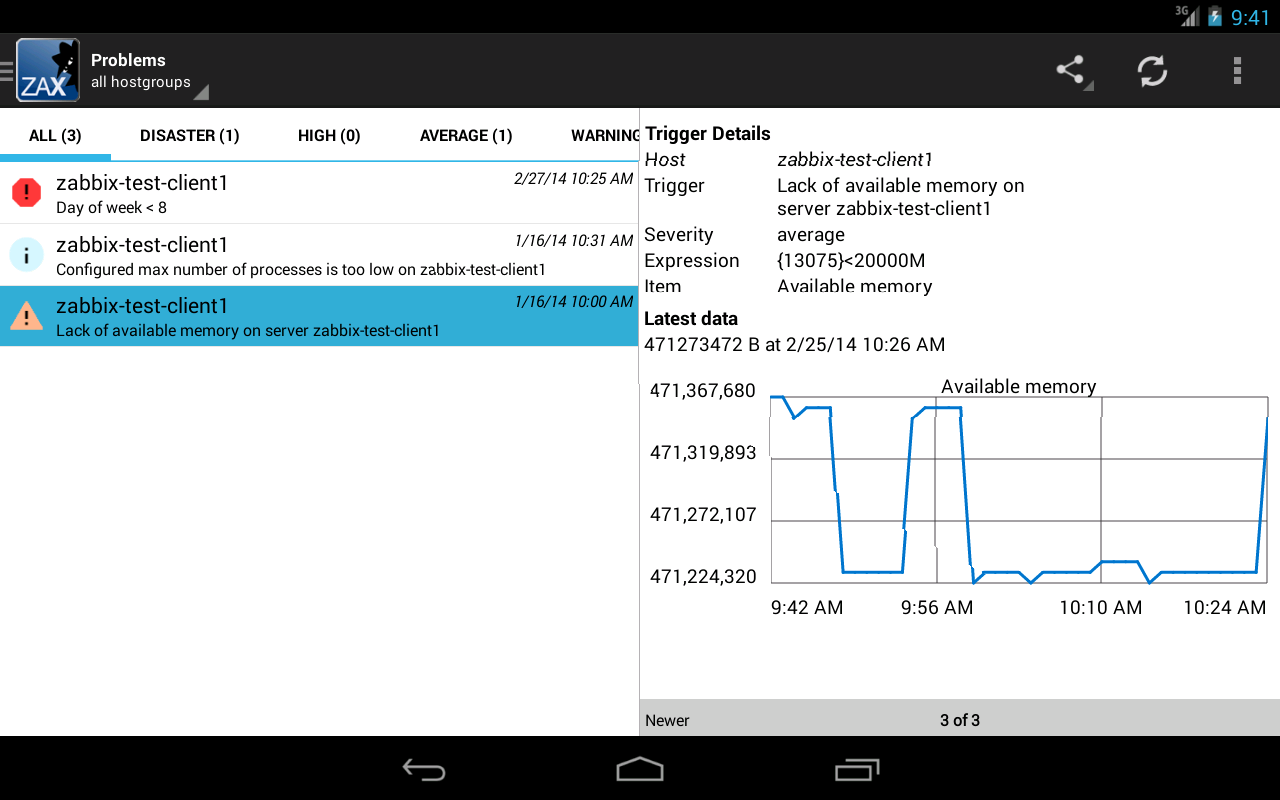 3G 9:41
ZAX
Problems
all hostgroups
ALL (3) DISASTER (1) HIGH (0) AVERAGE (1) WARNING
zabbix-test-client1 2/27/14 10:25 AM
Day of week < 8
zabbix-test-client1 1/16/14 10:31 AM
Configured max number of processes is too low on zabbix-test-client1
zabbix-test-client1 1/16/14 10:00 AM
Lack of available memory on server zabbix-test-client1
Trigger Details
Host zabbix-test-client1
Trigger Lack of available memory on
server zabbix-test-client1
Severity average
Expression {13075}<20000M
Item Available memory
Latest data
471273472 B at 2/25/14 10:26 AM
Available memory
471,367,680
471,319,893
471,272,107
471,224,320
9:42 AM 9:56 AM 10:10 AM 10:24 AM
Newer 3 of 3